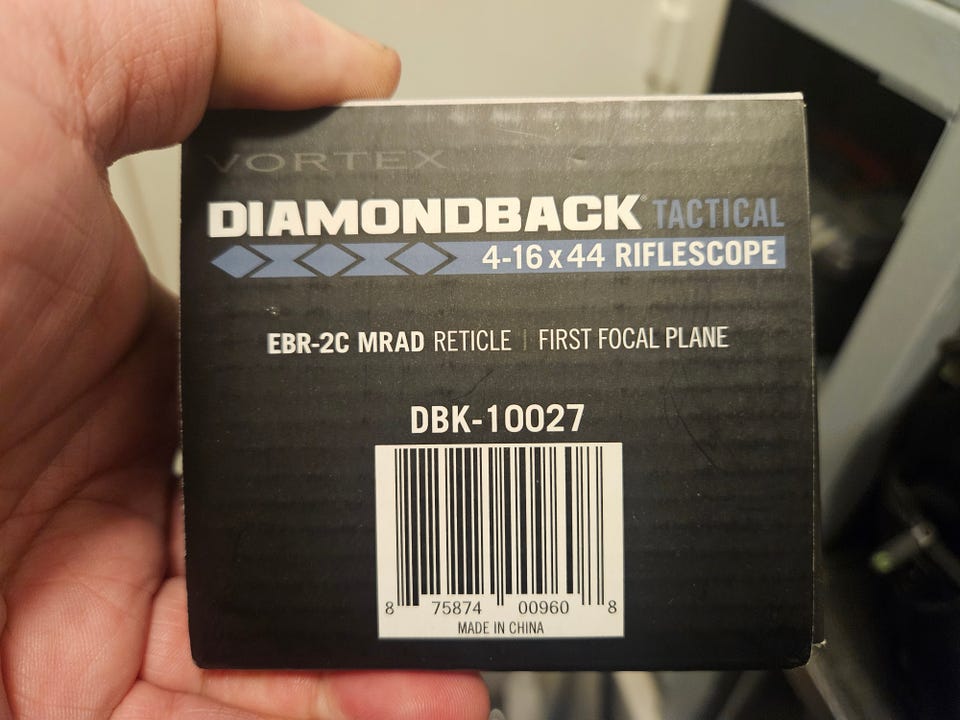 VORTEX
DIAMONDBACK® TACTICAL
4-16 x 44 RIFLESCOPE
EBR-2C MRAD RETICLE | FIRST FOCAL PLANE
DBK-10027
8 75874 00960 8
MADE IN CHINA